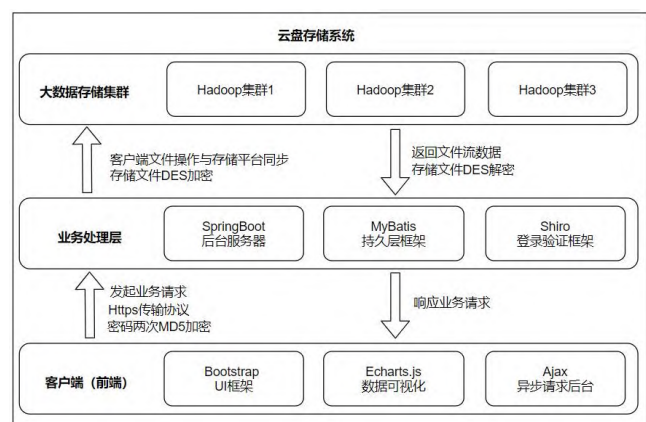 云盘存储系统
大数据存储集群
Hadoop集群1
Hadoop集群2
Hadoop集群3
客户端文件操作与存储平台同步
存储文件DES加密
返回文件流数据
存储文件DES解密
业务处理层
SpringBoot
后台服务器
MyBatis
持久层框架
Shiro
登录验证框架
发起业务请求
Https传输协议
密码两次MD5加密
响应业务请求
客户端（前端）
Bootstrap
UI框架
Echarts.js
数据可视化
Ajax
异步请求后台